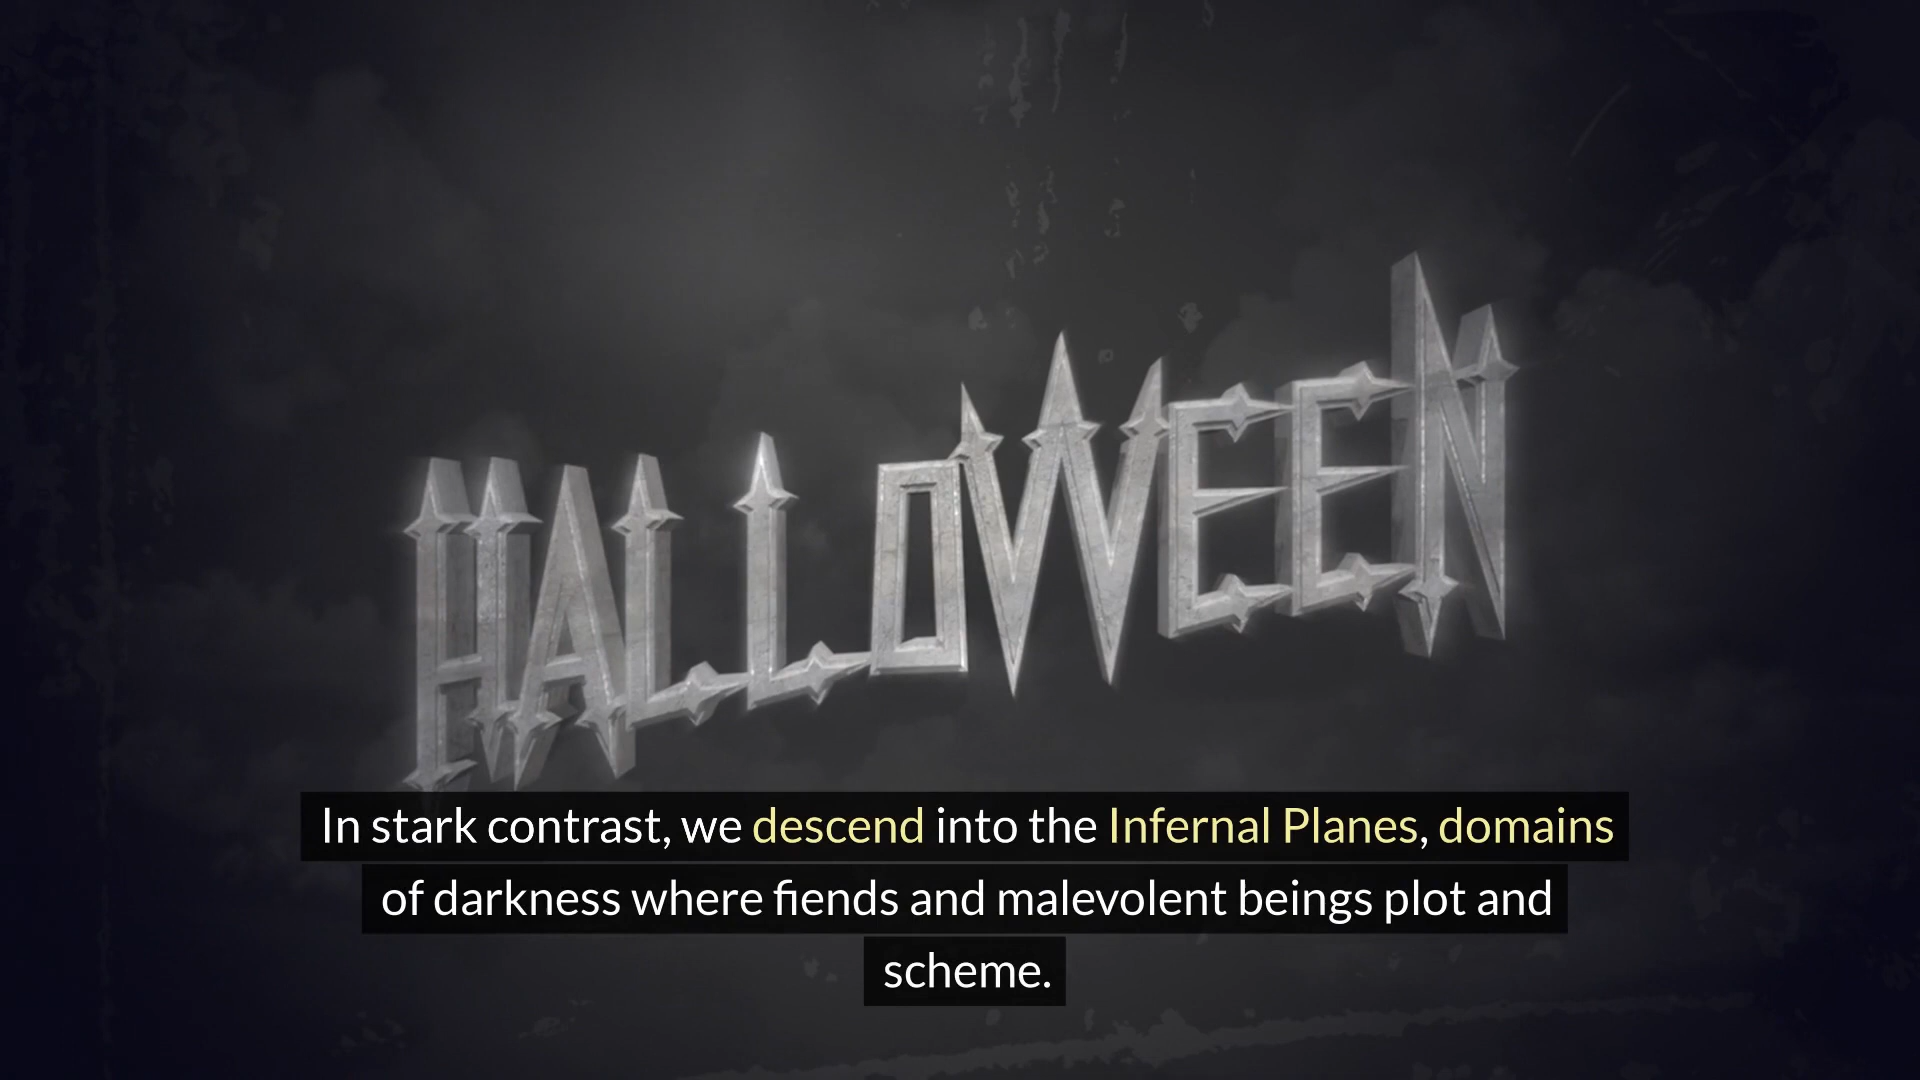 HALLOWEEN
In stark contrast, we descend into the Infernal Planes, domains
of darkness where fiends and malevolent beings plot and
scheme.